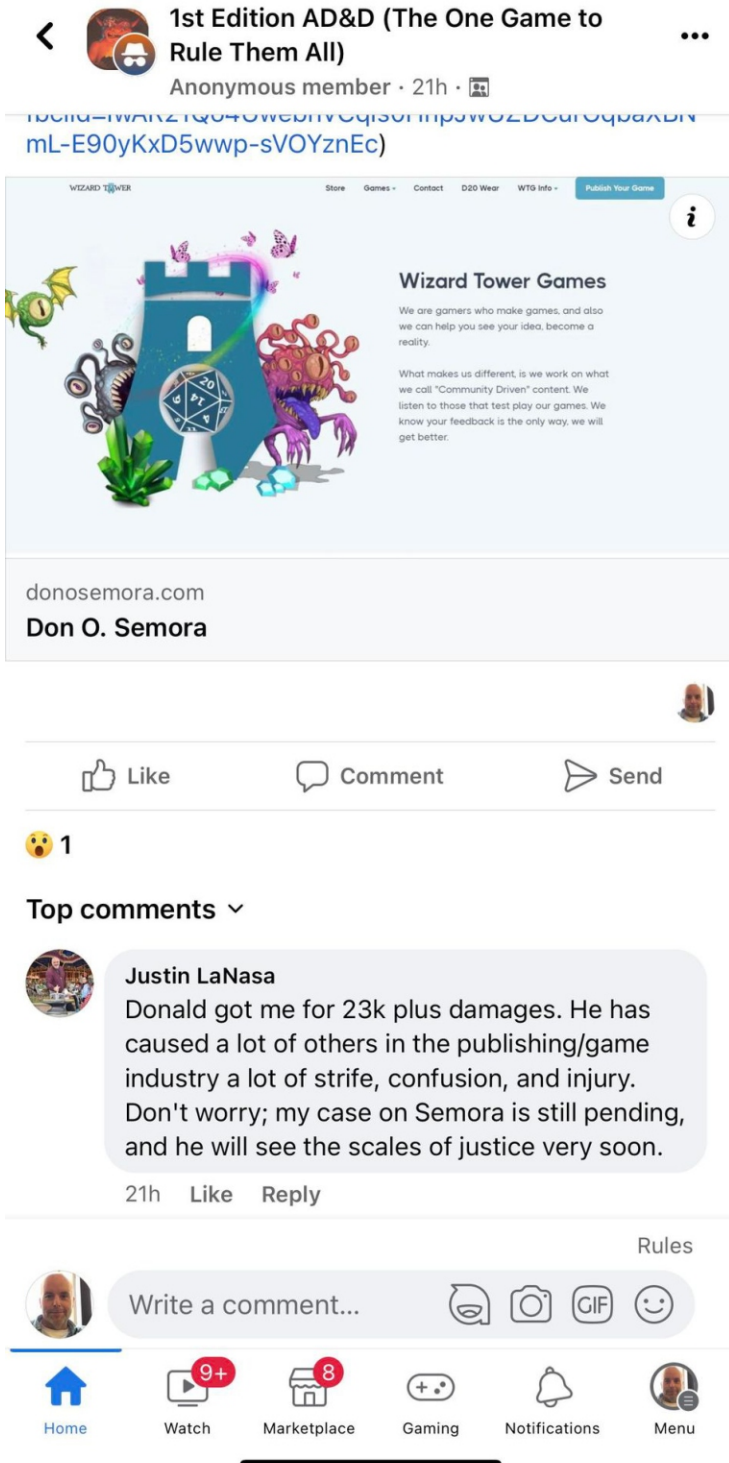 1st Edition AD&D (The One Game to
Rule Them All)
Anonymous member · 21h ·
mL-E90yKxD5wwp-sVOYznEc)
WIZARD TOWER
Store Games Contact D20 Wear WTG Info Publish Your Game
i
Wizard Tower Games
We are gamers who make games, and also
we can help you see your idea, become a
reality.
What makes us different, is we work on what
we call "Community Driven" content. We
listen to those that test play our games. We
know your feedback is the only way, we will
get better.
20
donosemora.com
Don O. Semora
Like Comment Send
1
Top comments
Justin LaNasa
Donald got me for 23k plus damages. He has
caused a lot of others in the publishing/game
industry a lot of strife, confusion, and injury.
Don't worry; my case on Semora is still pending,
and he will see the scales of justice very soon.
21h Like Reply
Rules
Write a comment... GIF
9+ 8
Home Watch Marketplace Gaming Notifications Menu